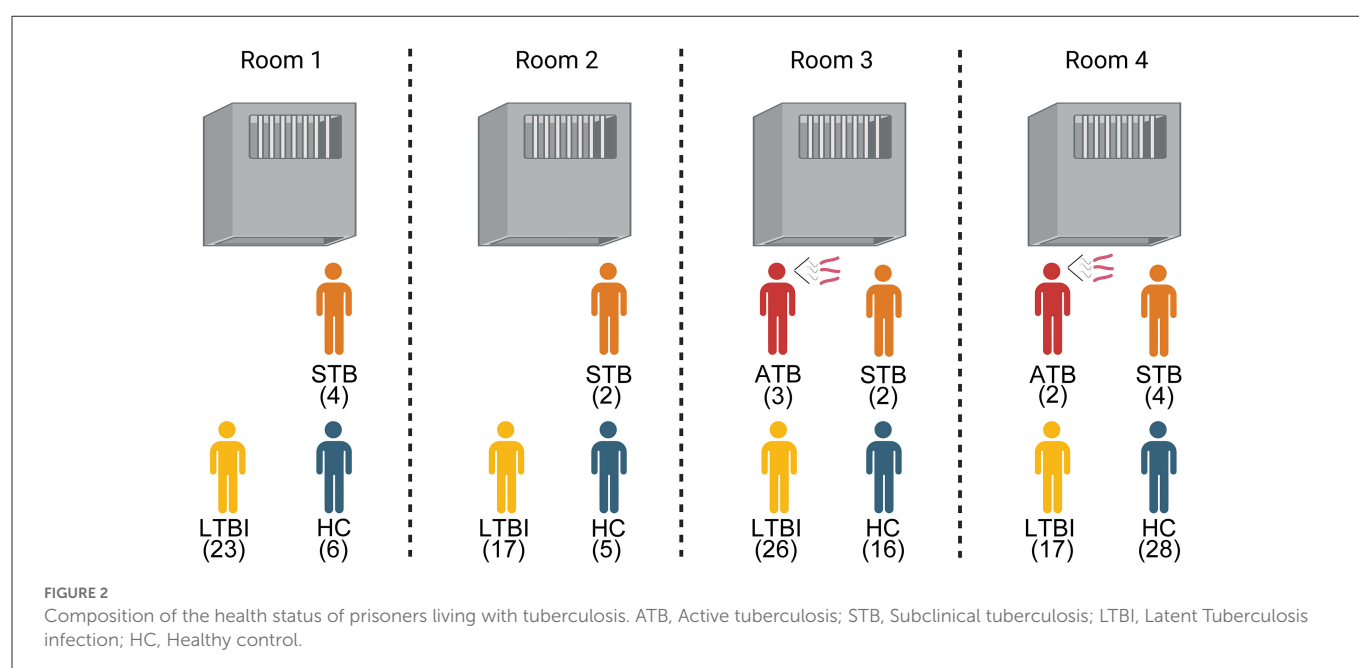 Room 1
Room 2
Room 3
Room 4
STB
(4)
STB
(2)
ATB
(3)
STB
(2)
ATB
(2)
STB
(4)
LTBI
(23)
HC
(6)
LTBI
(17)
HC
(5)
LTBI
(26)
HC
(16)
LTBI
(17)
HC
(28)
FIGURE 2
Composition of the health status of prisoners living with tuberculosis. ATB, Active tuberculosis; STB, Subclinical tuberculosis; LTBI, Latent Tuberculosis
infection; HC, Healthy control.